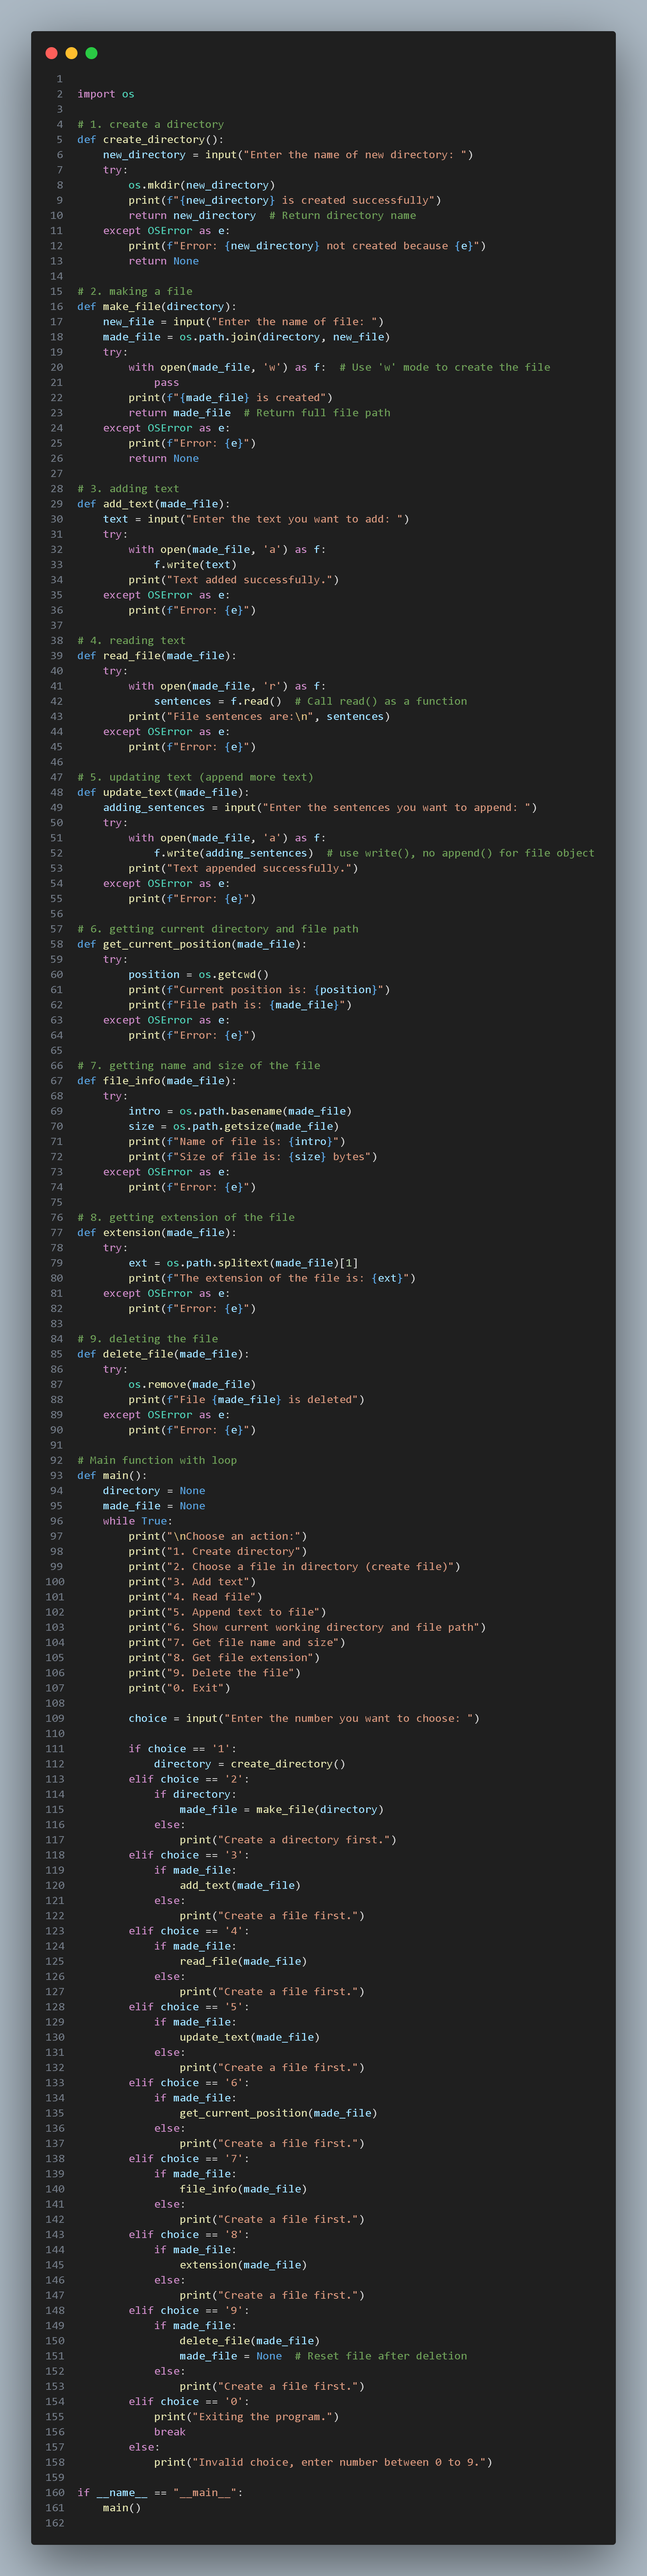 1
2 import os
3
4 # 1. create a directory
5 def create_directory():
6     new_directory = input("Enter the name of new directory: ")
7     try:
8         os.mkdir(new_directory)
9         print(f"{new_directory} is created successfully")
10         return new_directory  # Return directory name
11     except OSError as e:
12         print(f"Error: {new_directory} not created because {e}")
13         return None
14
15 # 2. making a file
16 def make_file(directory):
17     new_file = input("Enter the name of file: ")
18     made_file = os.path.join(directory, new_file)
19     try:
20         with open(made_file, 'w') as f:  # Use 'w' mode to create the file
21             pass
22         print(f"{made_file} is created")
23         return made_file  # Return full file path
24     except OSError as e:
25         print(f"Error: {e}")
26         return None
27
28 # 3. adding text
29 def add_text(made_file):
30     text = input("Enter the text you want to add: ")
31     try:
32         with open(made_file, 'a') as f:
33             f.write(text)
34         print("Text added successfully.")
35     except OSError as e:
36         print(f"Error: {e}")
37
38 # 4. reading text
39 def read_file(made_file):
40     try:
41         with open(made_file, 'r') as f:
42             sentences = f.read()  # Call read() as a function
43         print("File sentences are:\n", sentences)
44     except OSError as e:
45         print(f"Error: {e}")
46
47 # 5. updating text (append more text)
48 def update_text(made_file):
49     adding_sentences = input("Enter the sentences you want to append: ")
50     try:
51         with open(made_file, 'a') as f:
52             f.write(adding_sentences)  # use write(), no append() for file object
53         print("Text appended successfully.")
54     except OSError as e:
55         print(f"Error: {e}")
56
57 # 6. getting current directory and file path
58 def get_current_position(made_file):
59     try:
60         position = os.getcwd()
61         print(f"Current position is: {position}")
62         print(f"File path is: {made_file}")
63     except OSError as e:
64         print(f"Error: {e}")
65
66 # 7. getting name and size of the file
67 def file_info(made_file):
68     try:
69         intro = os.path.basename(made_file)
70         size = os.path.getsize(made_file)
71         print(f"Name of file is: {intro}")
72         print(f"Size of file is: {size} bytes")
73     except OSError as e:
74         print(f"Error: {e}")
75
76 # 8. getting extension of the file
77 def extension(made_file):
78     try:
79         ext = os.path.splitext(made_file)[1]
80         print(f"The extension of the file is: {ext}")
81     except OSError as e:
82         print(f"Error: {e}")
83
84 # 9. deleting the file
85 def delete_file(made_file):
86     try:
87         os.remove(made_file)
88         print(f"File {made_file} is deleted")
89     except OSError as e:
90         print(f"Error: {e}")
91
92 # Main function with loop
93 def main():
94     directory = None
95     made_file = None
96     while True:
97         print("\nChoose an action:")
98         print("1. Create directory")
99         print("2. Choose a file in directory (create file)")
100         print("3. Add text")
101         print("4. Read file")
102         print("5. Append text to file")
103         print("6. Show current working directory and file path")
104         print("7. Get file name and size")
105         print("8. Get file extension")
106         print("9. Delete the file")
107         print("0. Exit")
108
109         choice = input("Enter the number you want to choose: ")
110
111         if choice == '1':
112             directory = create_directory()
113         elif choice == '2':
114             if directory:
115                 made_file = make_file(directory)
116             else:
117                 print("Create a directory first.")
118         elif choice == '3':
119             if made_file:
120                 add_text(made_file)
121             else:
122                 print("Create a file first.")
123         elif choice == '4':
124             if made_file:
125                 read_file(made_file)
126             else:
127                 print("Create a file first.")
128         elif choice == '5':
129             if made_file:
130                 update_text(made_file)
131             else:
132                 print("Create a file first.")
133         elif choice == '6':
134             if made_file:
135                 get_current_position(made_file)
136             else:
137                 print("Create a file first.")
138         elif choice == '7':
139             if made_file:
140                 file_info(made_file)
141             else:
142                 print("Create a file first.")
143         elif choice == '8':
144             if made_file:
145                 extension(made_file)
146             else:
147                 print("Create a file first.")
148         elif choice == '9':
149             if made_file:
150                 delete_file(made_file)
151                 made_file = None  # Reset file after deletion
152             else:
153                 print("Create a file first.")
154         elif choice == '0':
155             print("Exiting the program.")
156             break
157         else:
158             print("Invalid choice, enter number between 0 to 9.")
159
160 if __name__ == "__main__":
161     main()
162